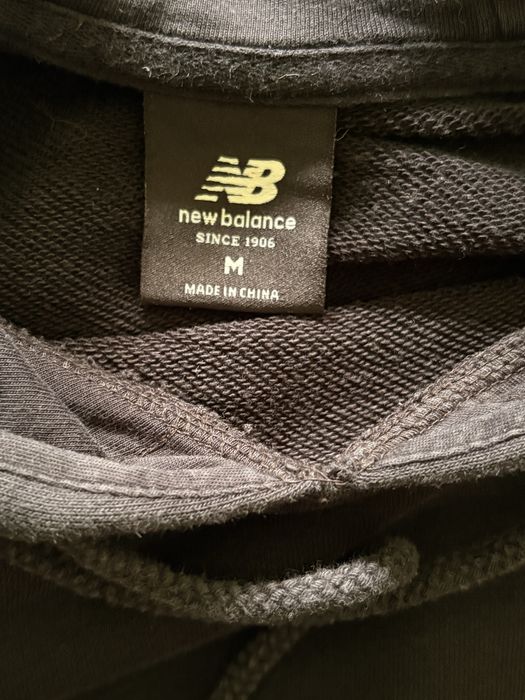 NB
new balance
SINCE 1906
M
MADE IN CHINA